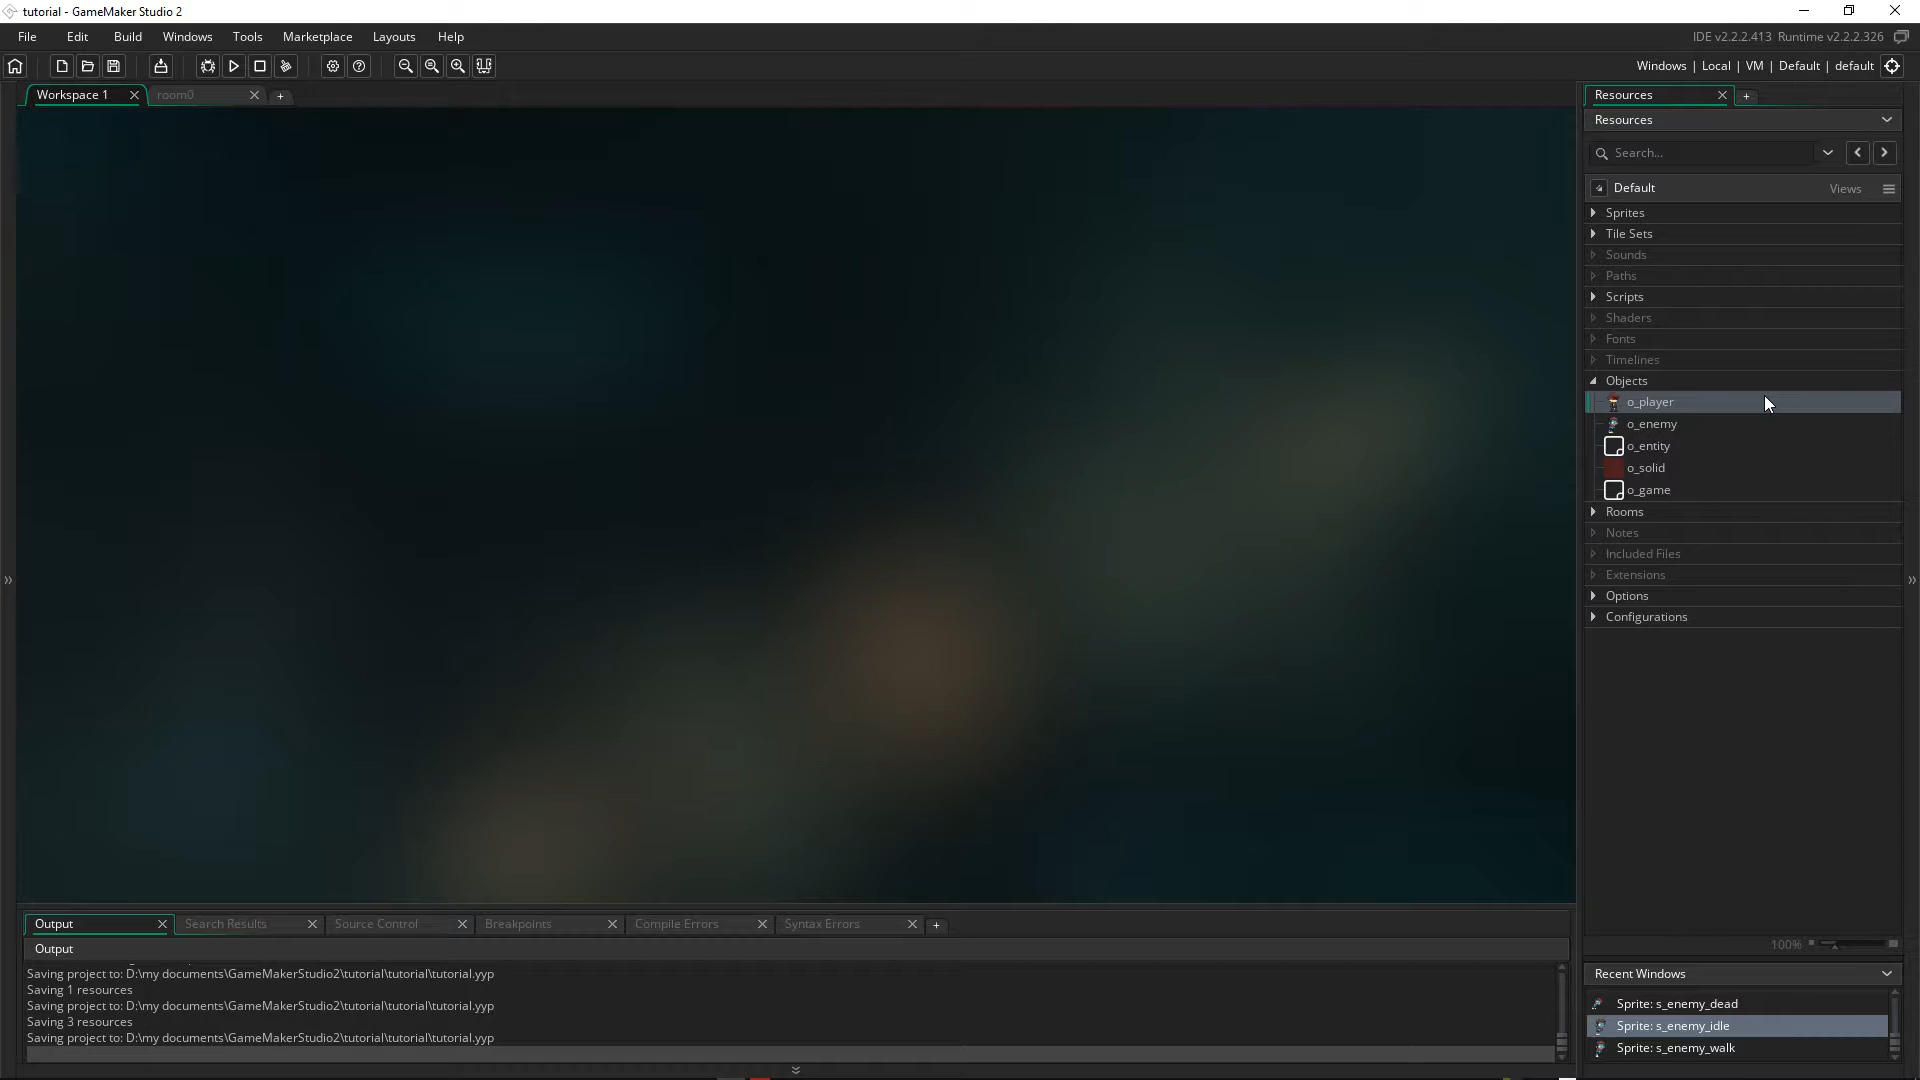 tutorial - GameMaker Studio 2
File Edit Build Windows Tools Marketplace Layouts Help
IDE v2.2.2.413 Runtime v2.2.2.326
Windows | Local | VM | Default | default
Workspace 1
room0
Resources
Resources
Search...
Default Views
Sprites
Tile Sets
Sounds
Paths
Scripts
Shaders
Fonts
Timelines
Objects
o_player
o_enemy
o_entity
o_solid
o_game
Rooms
Notes
Included Files
Extensions
Options
Configurations
100%
Output Search Results Source Control Breakpoints Compile Errors Syntax Errors
Output
Saving project to: D:\my documents\GameMakerStudio2\tutorial\tutorial\tutorial.yyp
Saving 1 resources
Saving project to: D:\my documents\GameMakerStudio2\tutorial\tutorial\tutorial.yyp
Saving 3 resources
Saving project to: D:\my documents\GameMakerStudio2\tutorial\tutorial\tutorial.yyp
Recent Windows
Sprite: s_enemy_dead
Sprite: s_enemy_idle
Sprite: s_enemy_walk